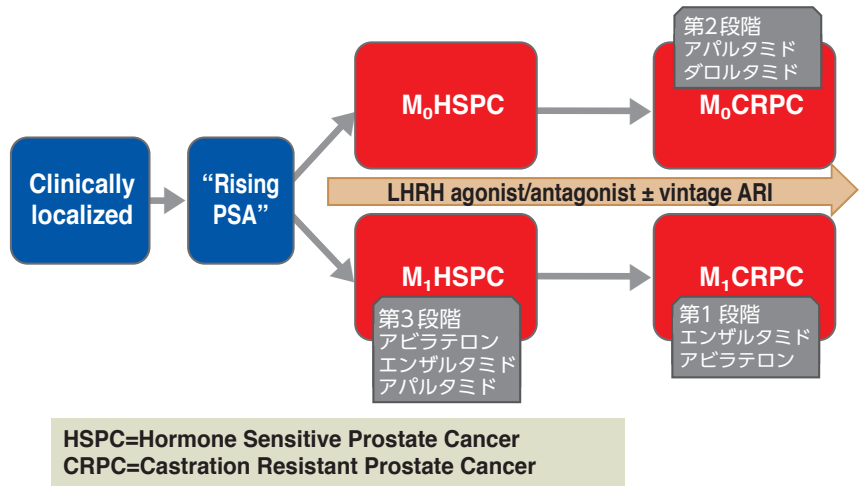 第2段階
アパルタミド
ダロルタミド
M₀HSPC
M₀CRPC
Clinically
localized
“Rising
PSA”
LHRH agonist/antagonist ± vintage ARI
M₁HSPC
M₁CRPC
第3段階
アビラテロン
エンザルタミド
アパルタミド
第1段階
エンザルタミド
アビラテロン
HSPC=Hormone Sensitive Prostate Cancer
CRPC=Castration Resistant Prostate Cancer